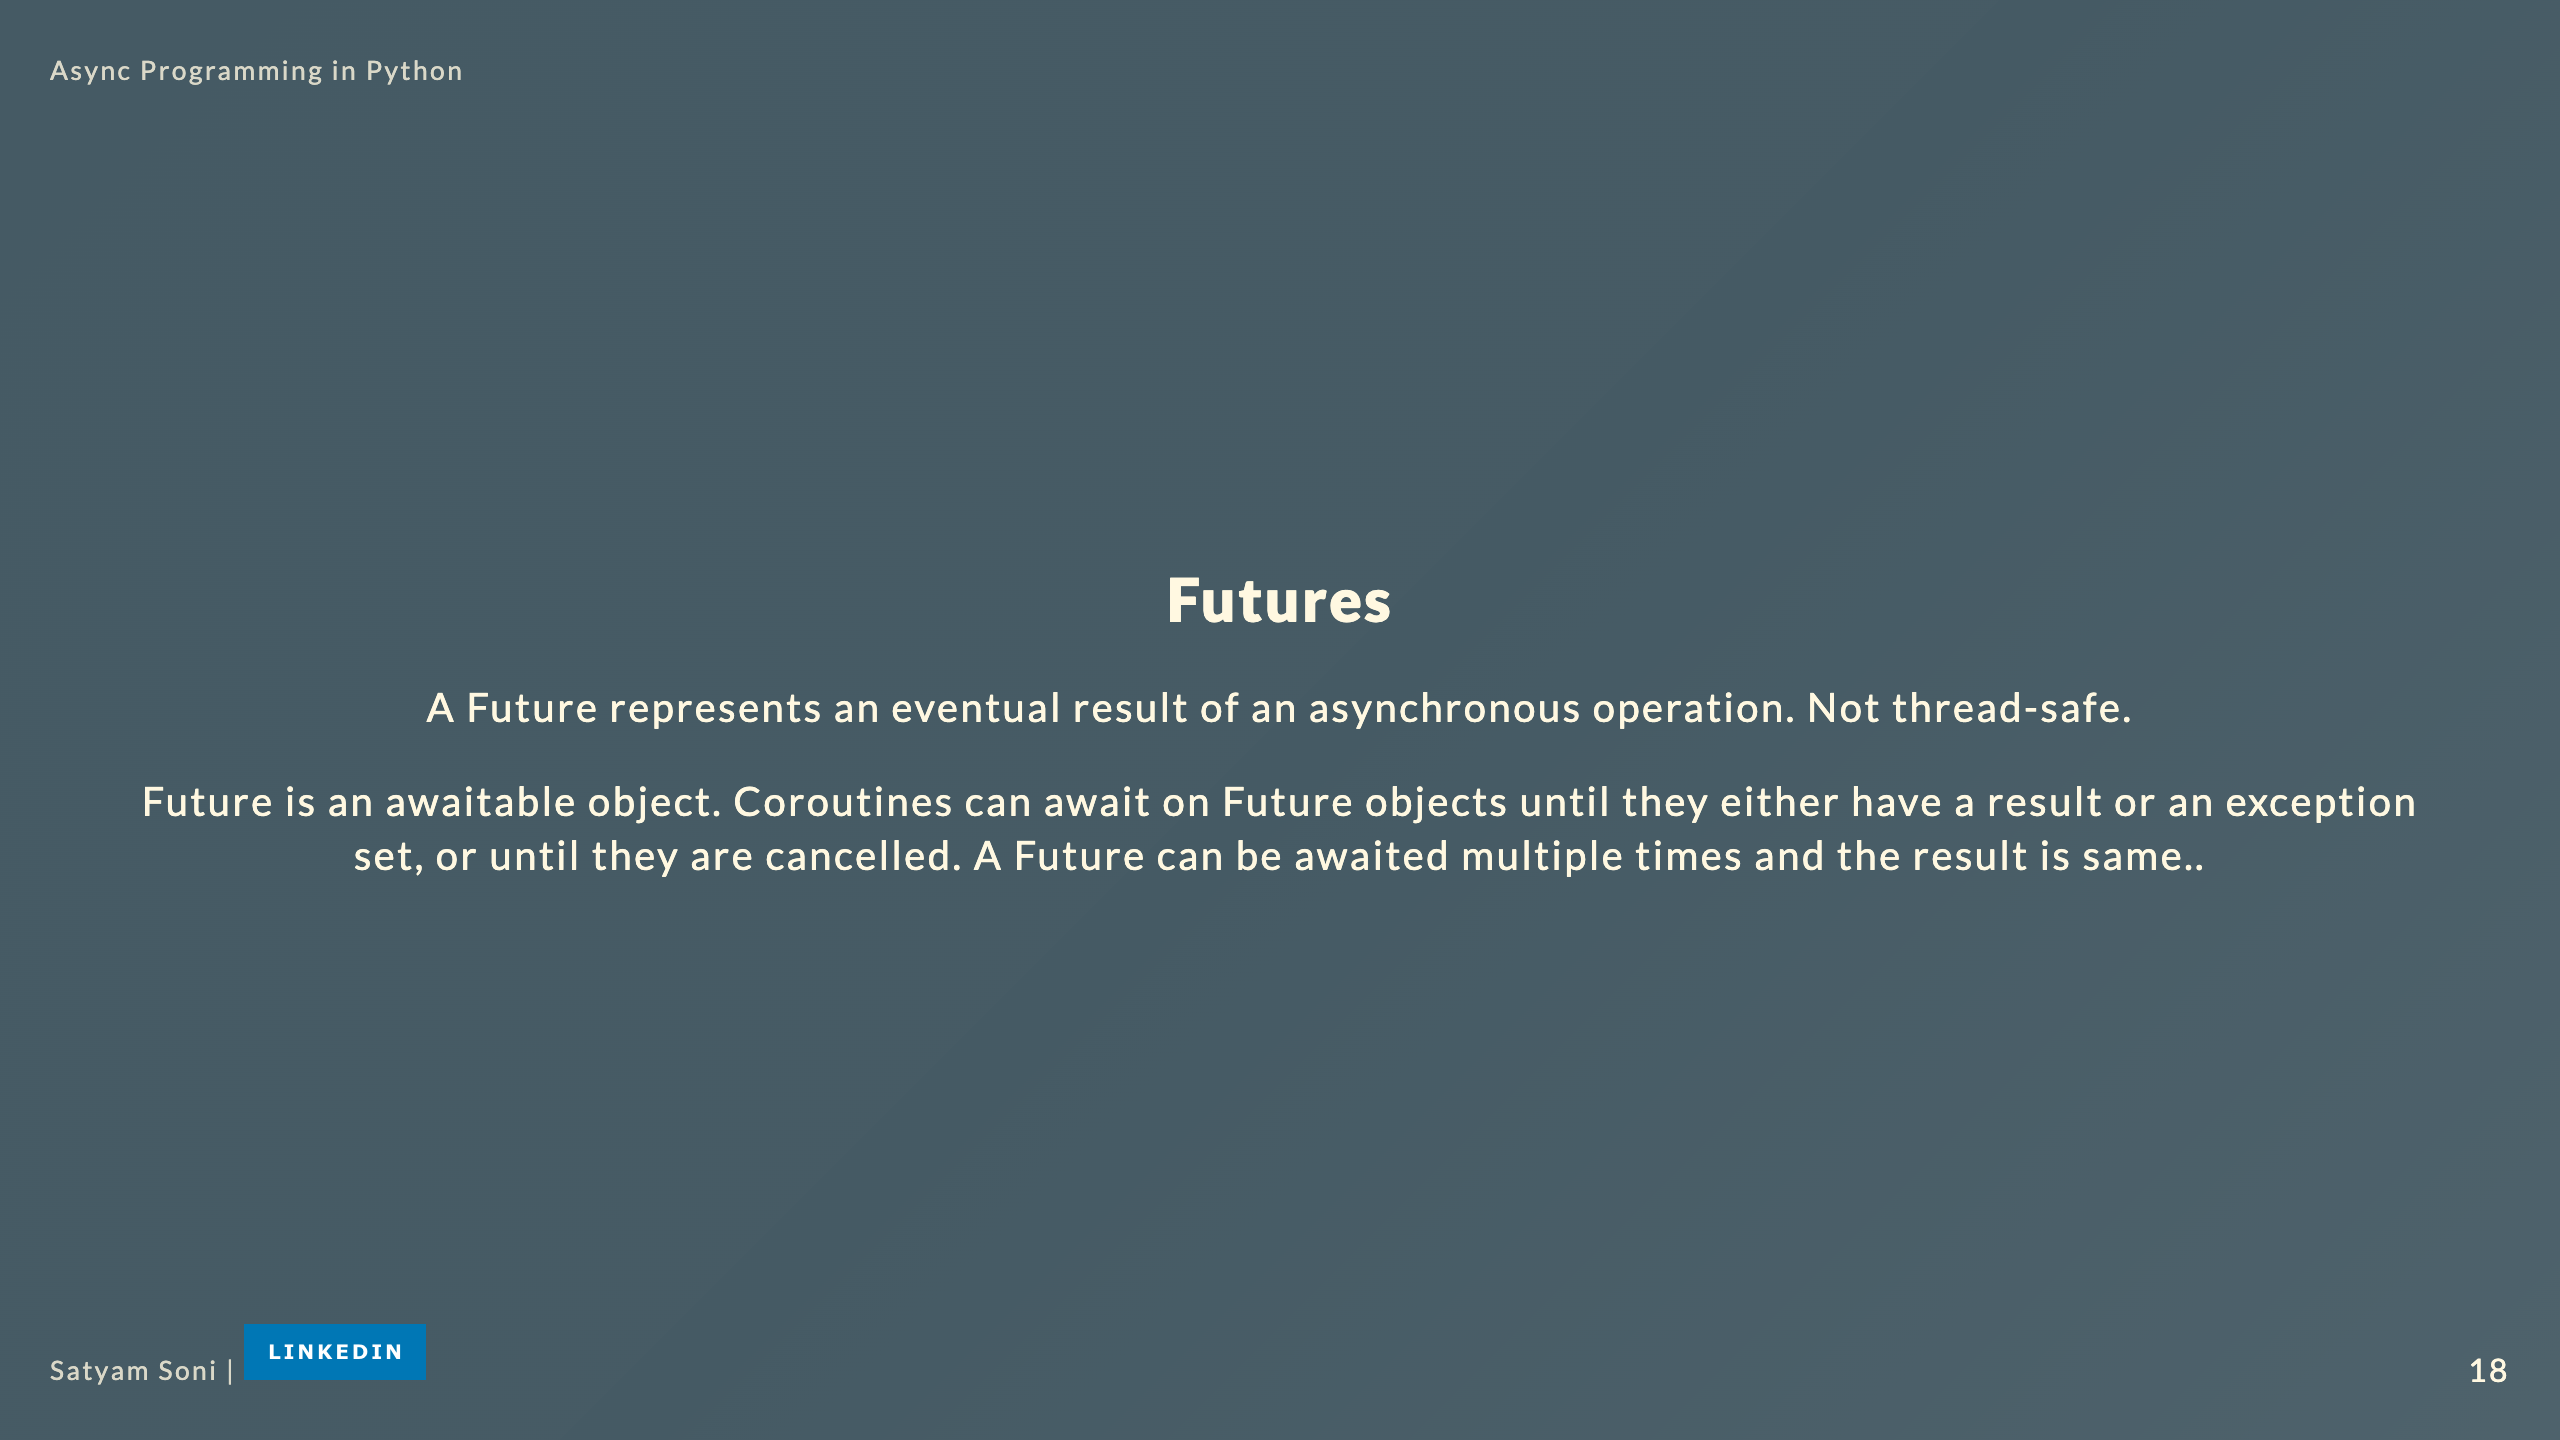 Async Programming in Python
Futures
A Future represents an eventual result of an asynchronous operation. Not thread-safe.
Future is an awaitable object. Coroutines can await on Future objects until they either have a result or an exception
set, or until they are cancelled. A Future can be awaited multiple times and the result is same..
Satyam Soni | LINKEDIN
18